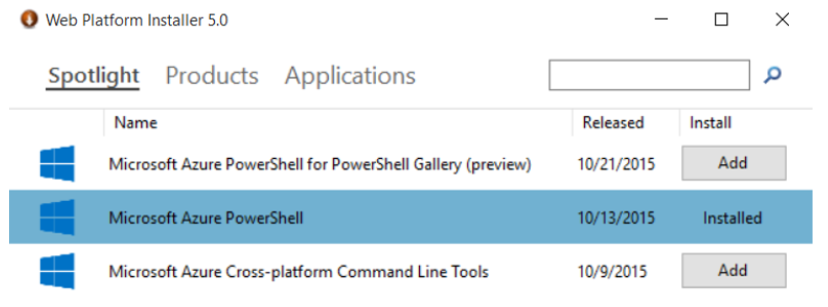 Web Platform Installer 5.0
Spotlight Products Applications
Name Released Install
Microsoft Azure PowerShell for PowerShell Gallery (preview) 10/21/2015 Add
Microsoft Azure PowerShell 10/13/2015 Installed
Microsoft Azure Cross-platform Command Line Tools 10/9/2015 Add